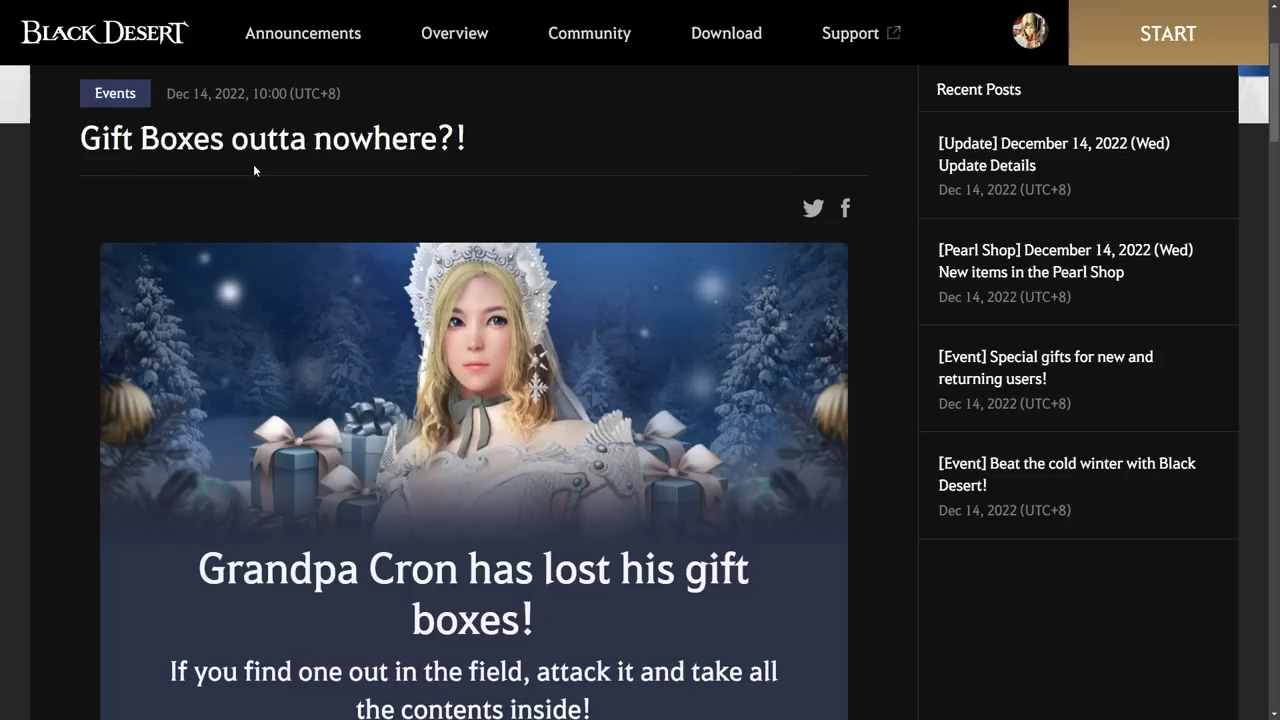 BLACK DESERT
Announcements
Overview
Community
Download
Support
START
Events
Dec 14, 2022, 10:00 (UTC+8)
Gift Boxes outta nowhere?!
Grandpa Cron has lost his gift
boxes!
If you find one out in the field, attack it and take all
the contents inside!
Recent Posts
[Update] December 14, 2022 (Wed)
Update Details
Dec 14, 2022 (UTC+8)
[Pearl Shop] December 14, 2022 (Wed)
New items in the Pearl Shop
Dec 14, 2022 (UTC+8)
[Event] Special gifts for new and
returning users!
Dec 14, 2022 (UTC+8)
[Event] Beat the cold winter with Black
Desert!
Dec 14, 2022 (UTC+8)